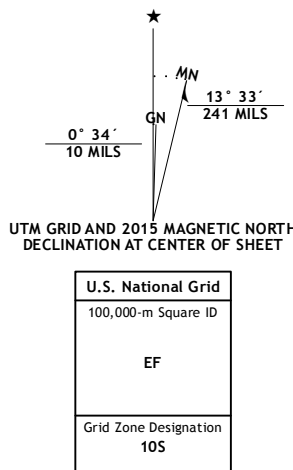 ★
MN
GN
13° 33´
241 MILS
0° 34´
10 MILS
UTM GRID AND 2015 MAGNETIC NORTH
DECLINATION AT CENTER OF SHEET
U.S. National Grid
100,000-m Square ID
EF
Grid Zone Designation
10S